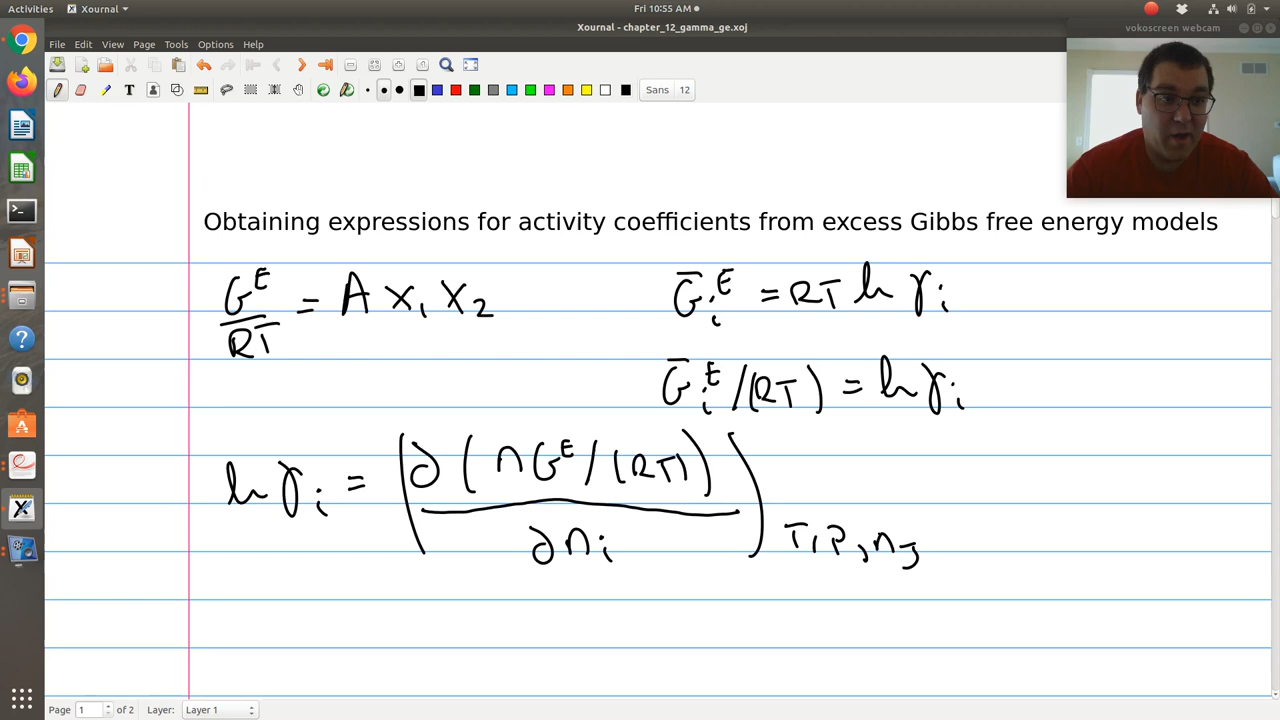 Activities Xournal Fri 10:55 AM
Xournal - chapter_12_gamma_ge.xoj
vokoscreen webcam
File Edit View Page Tools Options Help
Sans 12
Obtaining expressions for activity coefficients from excess Gibbs free energy models
G^E/RT = A x₁ x₂
Ḡᵢ^E = RT ln γᵢ
Ḡᵢ^E /(RT) = ln γᵢ
ln γᵢ = (∂(nG^E/(RT))/∂nᵢ)_T,P,nⱼ
Page 1 of 2 Layer: Layer 1